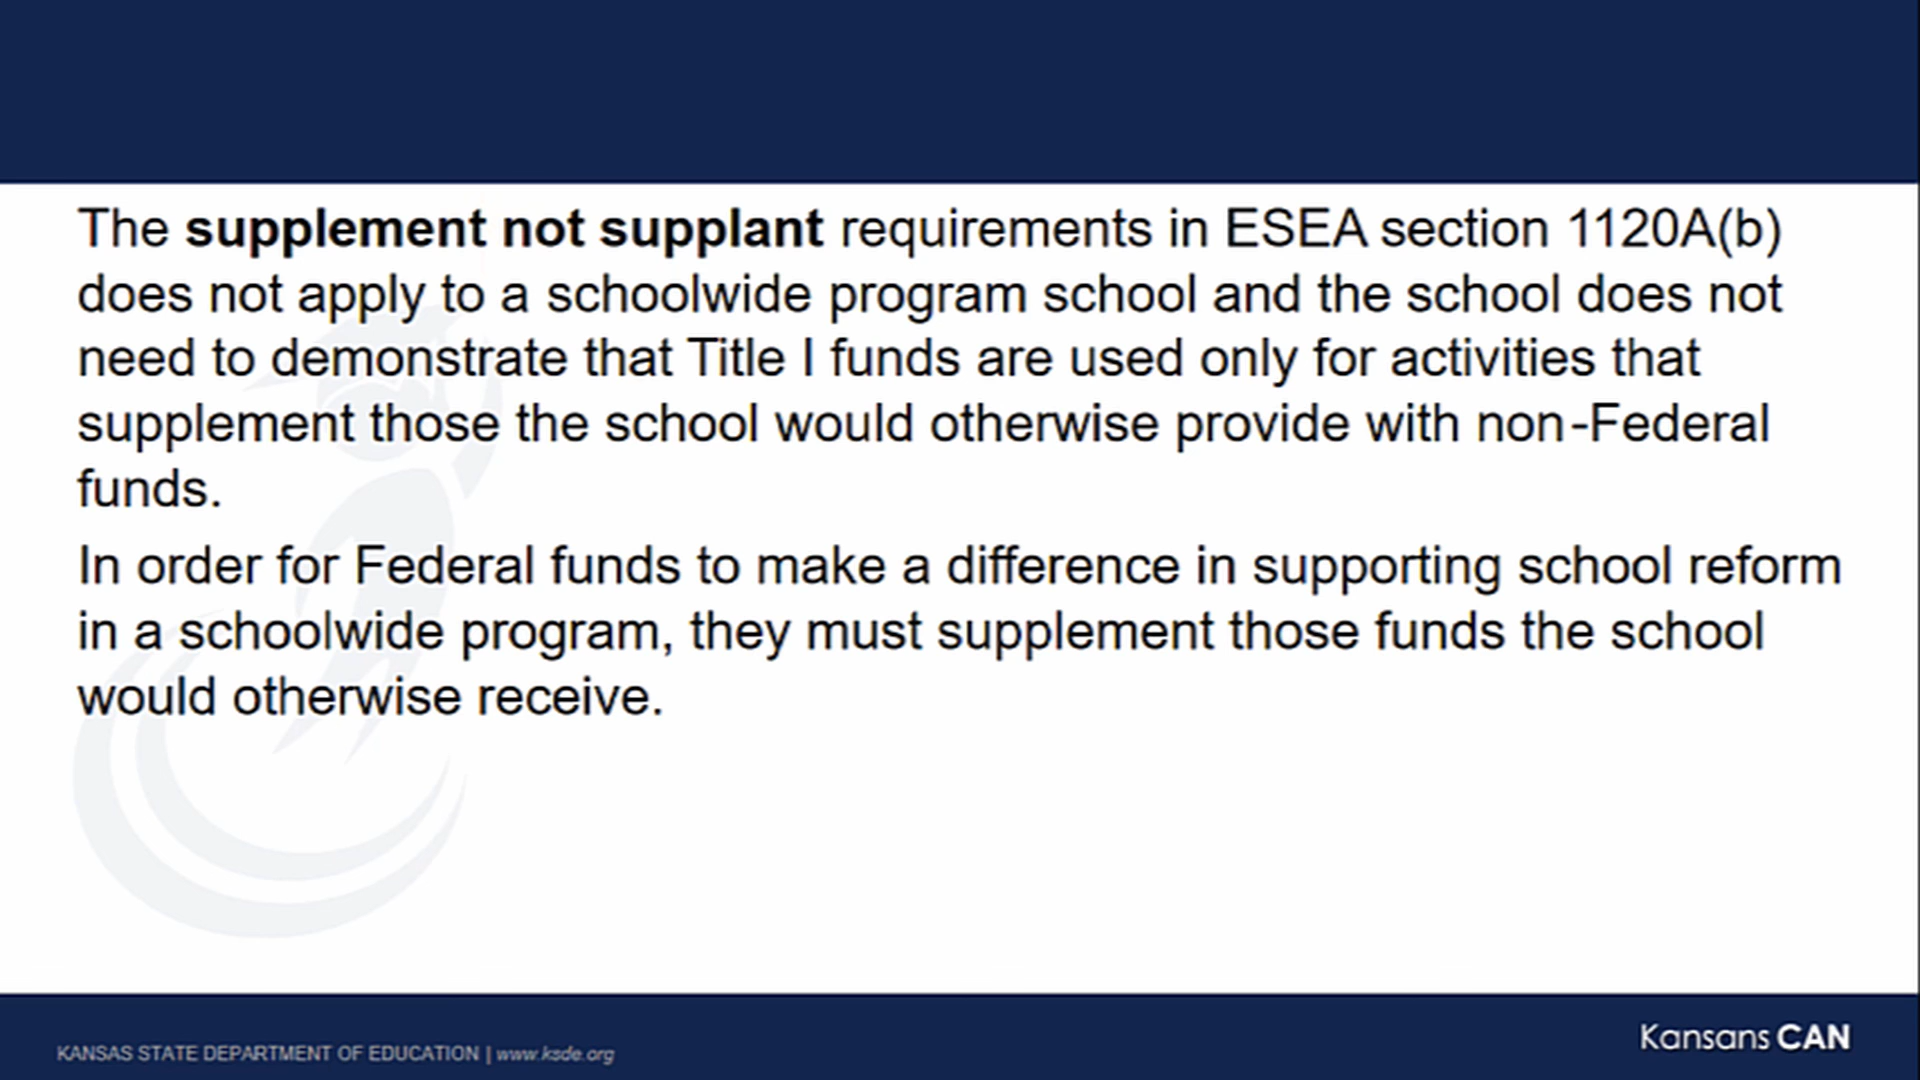 The supplement not supplant requirements in ESEA section 1120A(b)
does not apply to a schoolwide program school and the school does not
need to demonstrate that Title I funds are used only for activities that
supplement those the school would otherwise provide with non-Federal
funds.
In order for Federal funds to make a difference in supporting school reform
in a schoolwide program, they must supplement those funds the school
would otherwise receive.
KANSAS STATE DEPARTMENT OF EDUCATION | www.ksde.org
Kansans CAN